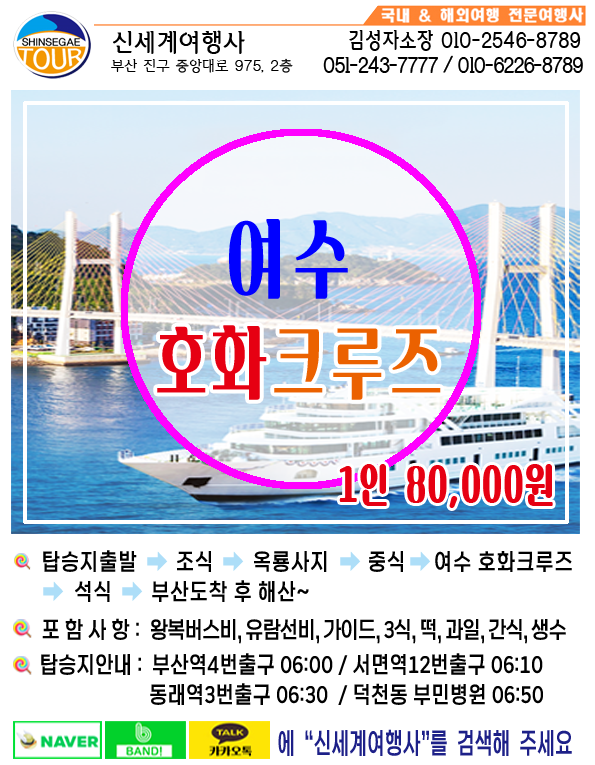 국내 & 해외여행 전문여행사
SHINSEGAE
TOUR
신세계여행사
김성자소장 010-2546-8789
부산 진구 중앙대로 975, 2층
051-243-7777 / 010-6226-8789
여수
호화크루즈
1인 80,000원
탑승지출발 ➡ 조식 ➡ 옥룡사지 ➡ 중식 ➡ 여수 호화크루즈
➡ 석식 ➡ 부산도착 후 해산~
포 함 사 항 : 왕복버스비, 유람선비, 가이드, 3식, 떡, 과일, 간식, 생수
탑승지안내 : 부산역4번출구 06:00 / 서면역12번출구 06:10
동래역3번출구 06:30 / 덕천동 부민병원 06:50
NAVER
b
BAND!
TALK
카카오톡
에 “신세계여행사”를 검색해 주세요